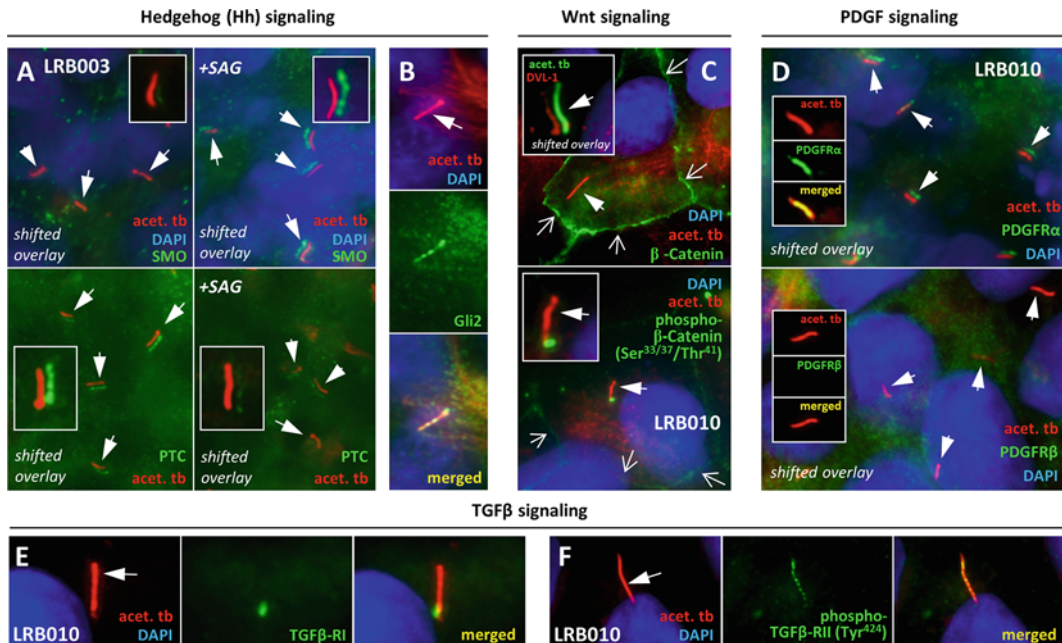 Hedgehog (Hh) signaling
A
LRB003
acet. tb
DAPI
SMO
shifted
overlay
+SAG
acet. tb
DAPI
SMO
shifted
overlay
PTC
acet. tb
+SAG
shifted
overlay
PTC
acet. tb
B
acet. tb
DAPI
Gli2
merged
Wnt signaling
C
acet. tb
DVL-1
shifted overlay
DAPI
acet. tb
β -Catenin
DAPI
acet. tb
phospho-
β-Catenin
(Ser33/37/Thr41)
LRB010
PDGF signaling
D
LRB010
acet. tb
PDGFRα
merged
acet. tb
PDGFRα
DAPI
shifted overlay
acet. tb
PDGFRβ
merged
acet. tb
PDGFRβ
DAPI
shifted overlay
TGFβ signaling
E
LRB010
acet. tb
DAPI
TGFβ-RI
merged
F
LRB010
acet. tb
DAPI
phospho-
TGFβ-RII (Tyr424)
merged